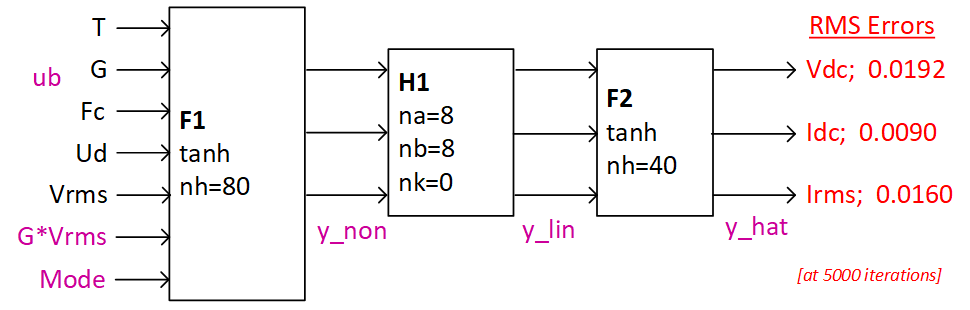 T
G
ub
Fc
Ud
Vrms
G*Vrms
Mode
F1
tanh
nh=80
y_non
H1
na=8
nb=8
nk=0
y_lin
F2
tanh
nh=40
y_hat
RMS Errors
Vdc; 0.0192
Idc; 0.0090
Irms; 0.0160
[at 5000 iterations]